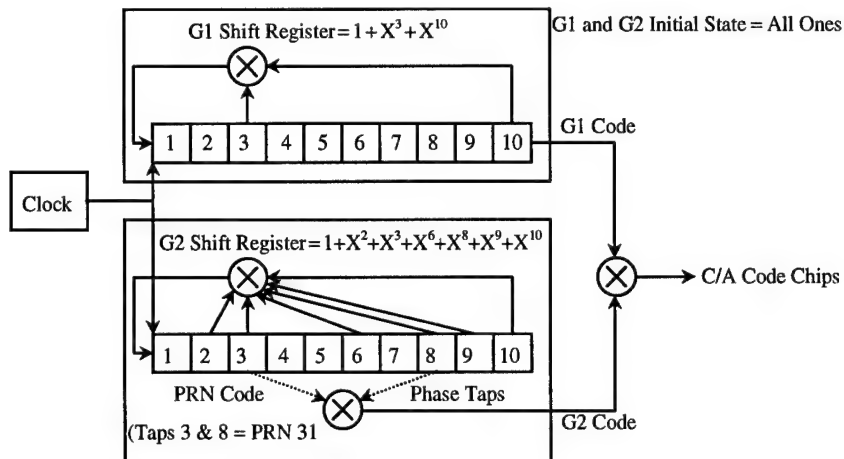 G1 Shift Register = 1 + X³ + X¹⁰
G1 and G2 Initial State = All Ones
1 2 3 4 5 6 7 8 9 10
G1 Code
Clock
G2 Shift Register = 1+X²+X³+X⁶+X⁸+X⁹+X¹⁰
C/A Code Chips
1 2 3 4 5 6 7 8 9 10
PRN Code
Phase Taps
G2 Code
(Taps 3 & 8 = PRN 31